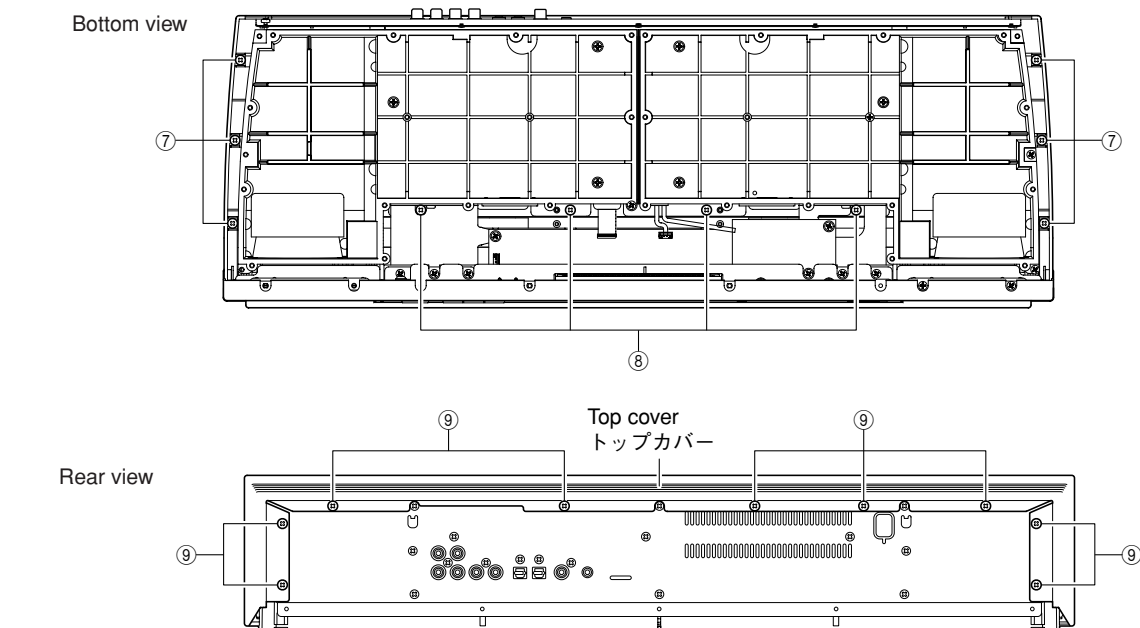 Bottom view
⑦
⑦
⑧
⑨
Top cover
トップカバー
⑨
Rear view
⑨
⑨